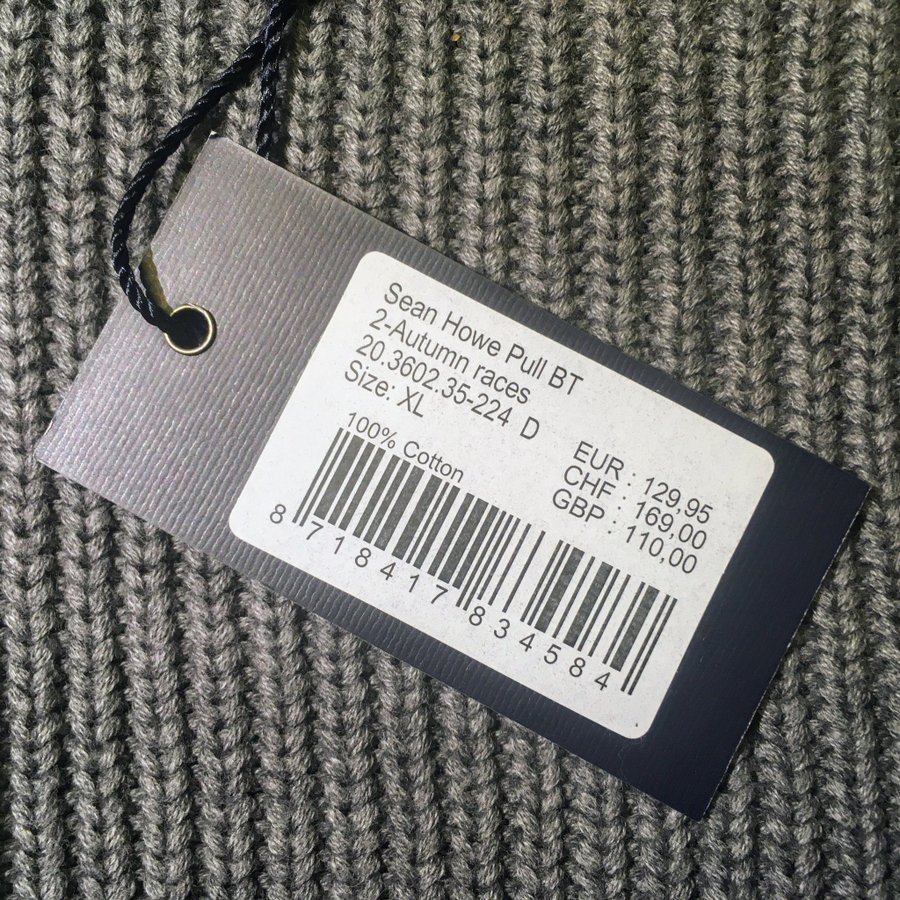 Sean Howe Pull BT
2-Autumn races
20.3602.35-224 D
Size: XL
EUR : 129,95
CHF : 169,00
GBP : 110,00
100% Cotton
8 718417 834584